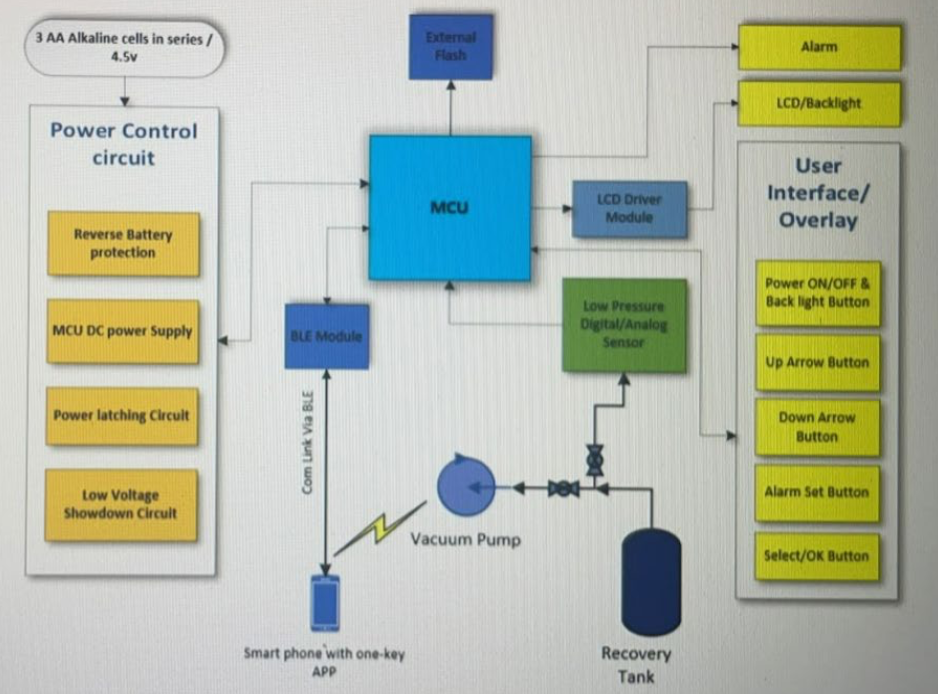 3 AA Alkaline cells in series /
4.5v
Power Control
circuit
Reverse Battery
protection
MCU DC power Supply
Power latching Circuit
Low Voltage
Showdown Circuit
External
Flash
MCU
LCD Driver
Module
BLE Module
Low Pressure
Digital/Analog
Sensor
Com Link Via BLE
Vacuum Pump
Smart phone with one-key
APP
Recovery
Tank
Alarm
LCD/Backlight
User
Interface/
Overlay
Power ON/OFF &
Back light Button
Up Arrow Button
Down Arrow
Button
Alarm Set Button
Select/OK Button